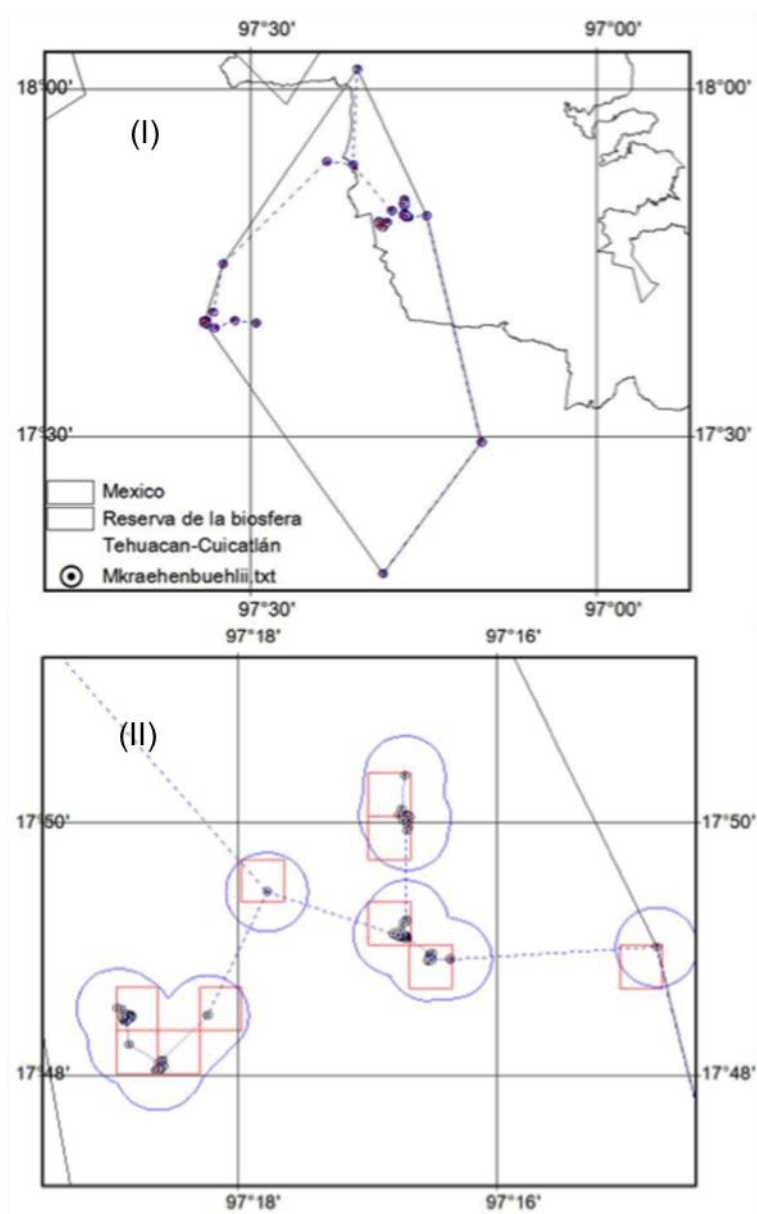 97°30' 97°00'
18°00' 18°00'
(I)
17°30' 17°30'
Mexico
Reserva de la biosfera
Tehuacan-Cuicatlán
Mkraehenbuehlii.txt
97°30' 97°00'
97°18' 97°16'
(II)
17°50' 17°50'
17°48' 17°48'
97°18' 97°16'